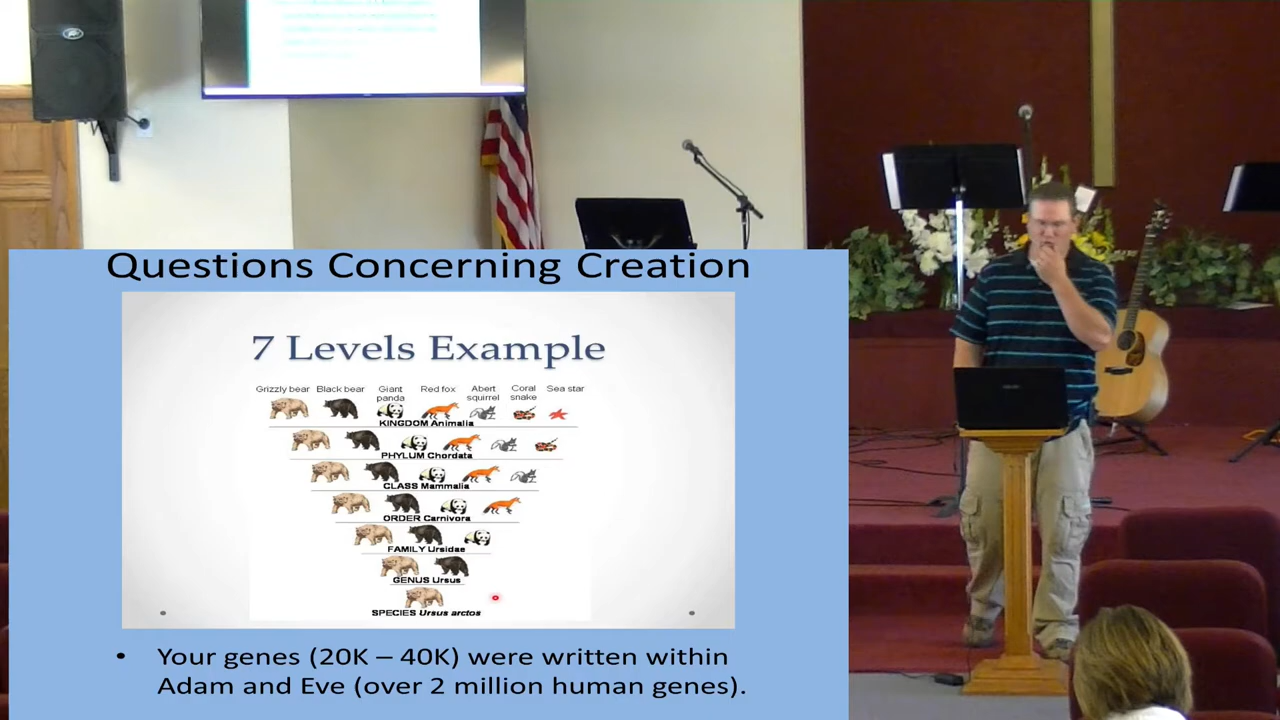 Questions Concerning Creation
7 Levels Example
Grizzly bear Black bear Giant panda Red fox Abert squirrel Coral snake Sea star
KINGDOM Animalia
PHYLUM Chordata
CLASS Mammalia
ORDER Carnivora
FAMILY Ursidae
GENUS Ursus
SPECIES Ursus arctos
• Your genes (20K – 40K) were written within
Adam and Eve (over 2 million human genes).